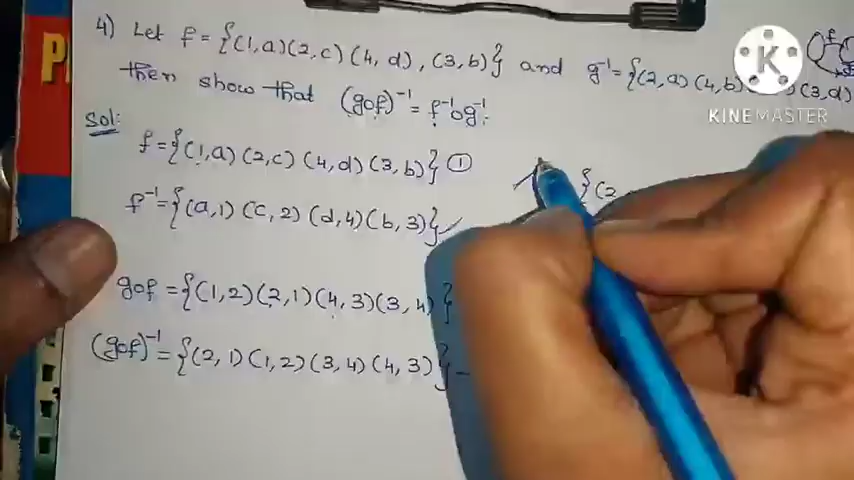 4) Let f = {(1,a)(2,c)(4,d),(3,b)} and g⁻¹={(2,a)(4,b) (3,d)
then show that (gof)⁻¹ = f⁻¹og⁻¹.
Sol:
f={(1,a)(2,c)(4,d)(3,b)} ①
{(2
f⁻¹={(a,1)(c,2)(d,4)(b,3)}
gof = {(1,2)(2,1)(4,3)(3,4)}
(gof)⁻¹= {(2,1)(1,2)(3,4)(4,3)}
K
KINEMASTER